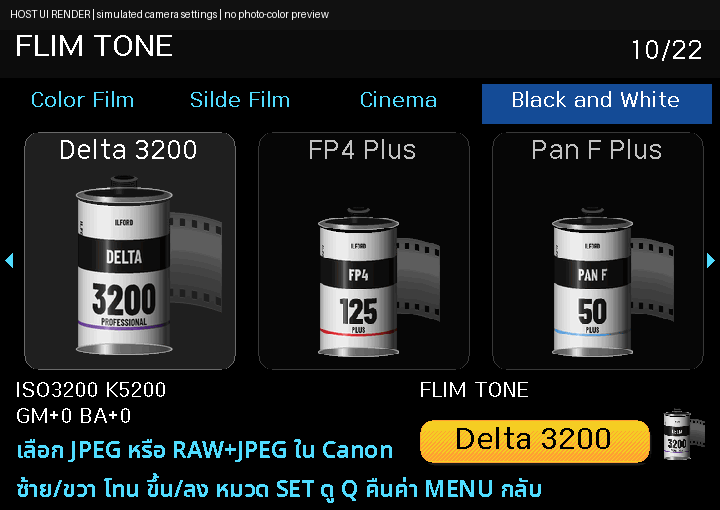 HOST UI RENDER | simulated camera settings | no photo-color preview
FLIM TONE
10/22
Color Film
Silde Film
Cinema
Black and White
Delta 3200
FP4 Plus
Pan F Plus
ILFORD
DELTA
3200
PROFESSIONAL
ILFORD
FP4
125
PLUS
ILFORD
PAN F
50
PLUS
ISO3200 K5200
FLIM TONE
GM+0 BA+0
Delta 3200
DELTA
3200
เลือก JPEG หรือ RAW+JPEG ใน Canon
ซ้าย/ขวา โทน ขึ้น/ลง หมวด SET ดู Q คืนค่า MENU กลับ